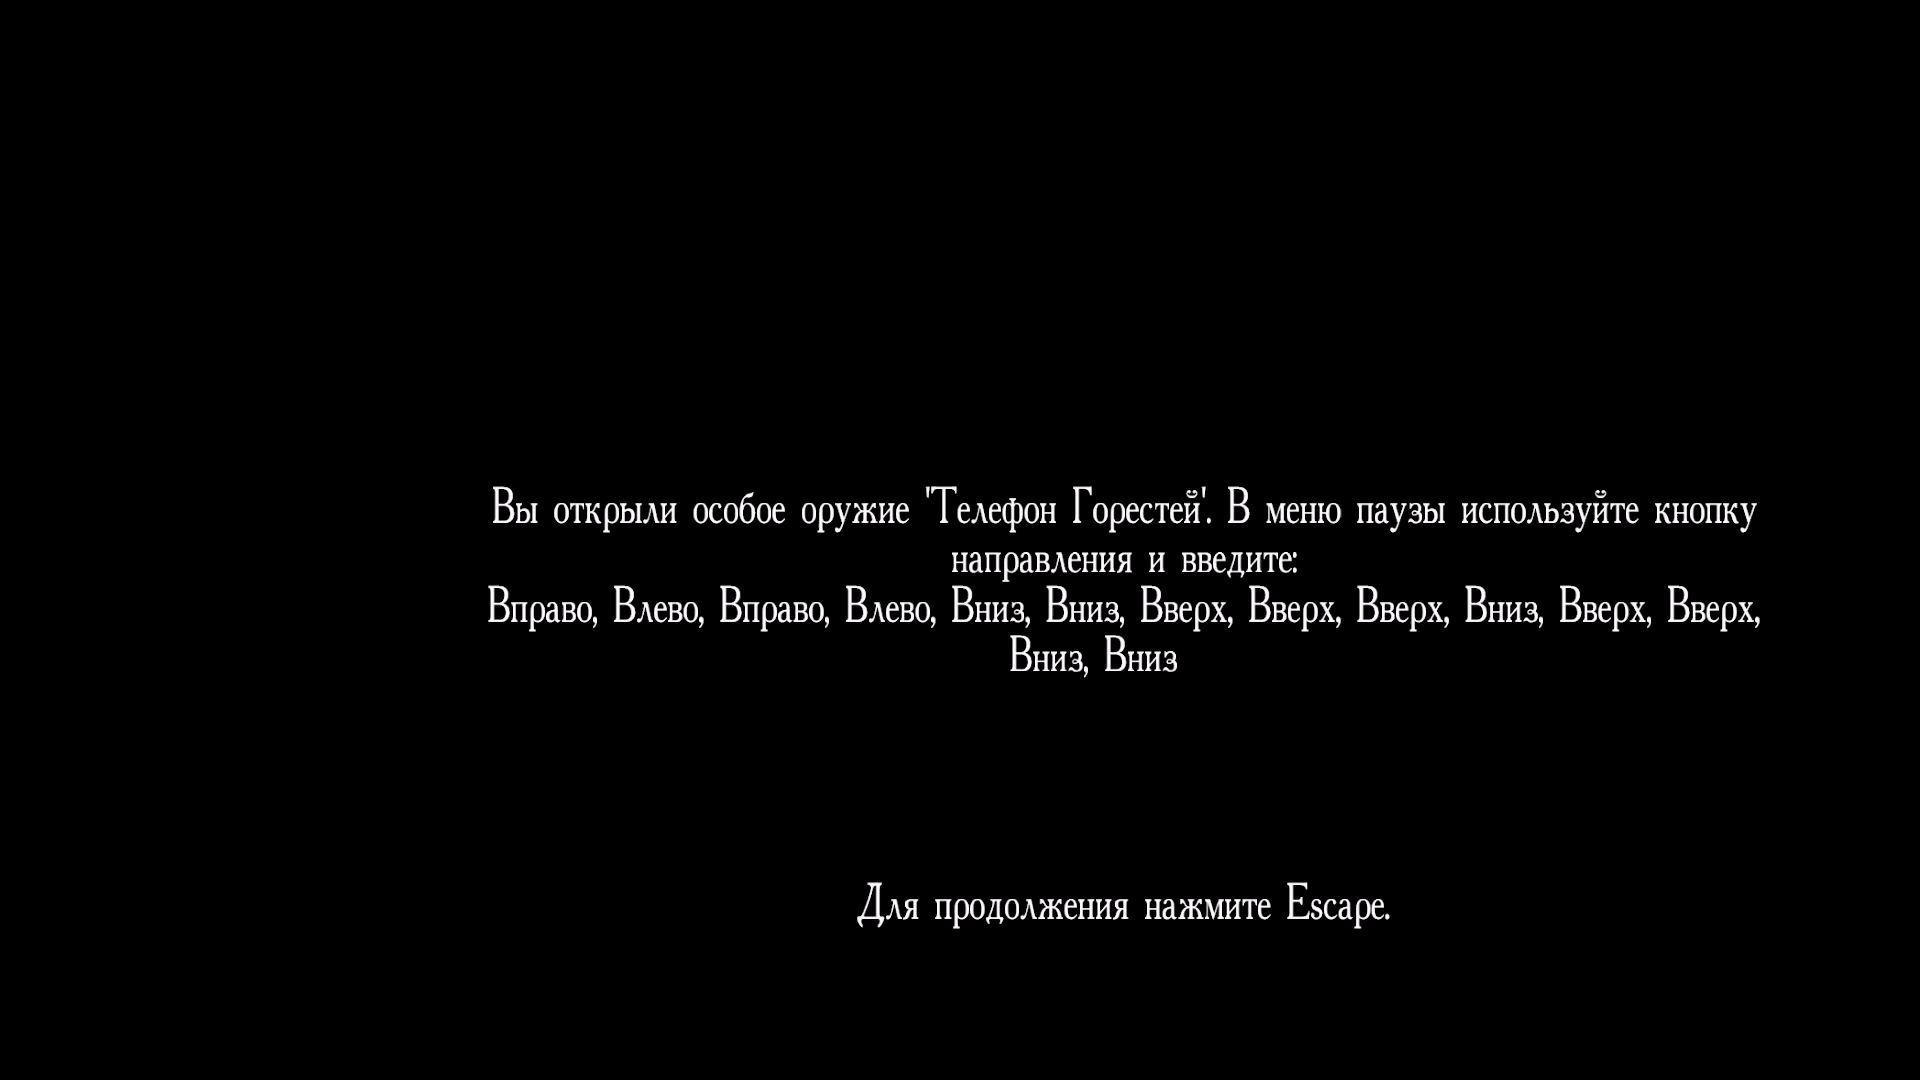 Вы открыли особое оружие 'Телефон Горестей'. В меню паузы используйте кнопку
направления и введите:
Вправо, Влево, Вправо, Влево, Вниз, Вниз, Вверх, Вверх, Вверх, Вниз, Вверх, Вверх,
Вниз, Вниз
Для продолжения нажмите Escape.